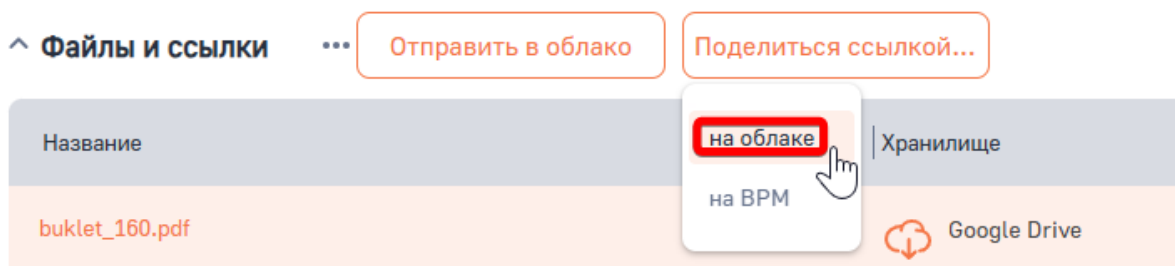 Файлы и ссылки ••• Отправить в облако Поделиться ссылкой...
Название на облаке Хранилище
на BPM
buklet_160.pdf Google Drive